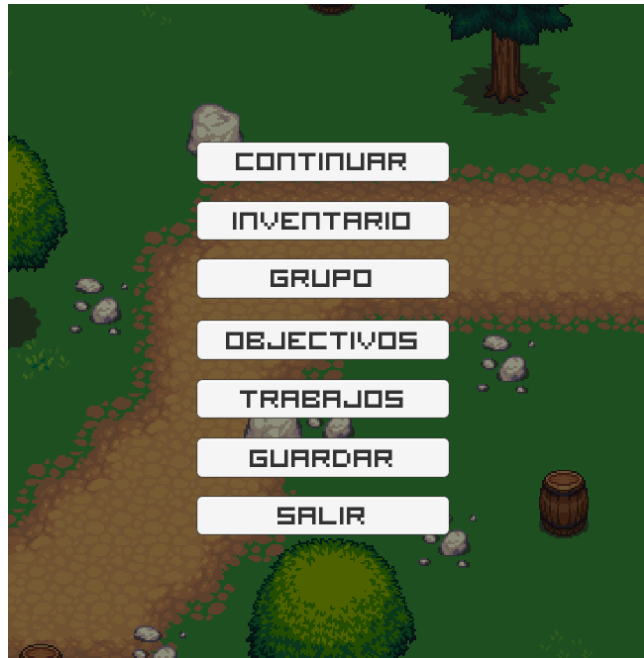 CONTINUAR
INVENTARIO
GRUPO
OBJECTIVOS
TRABAJOS
GUARDAR
SALIR